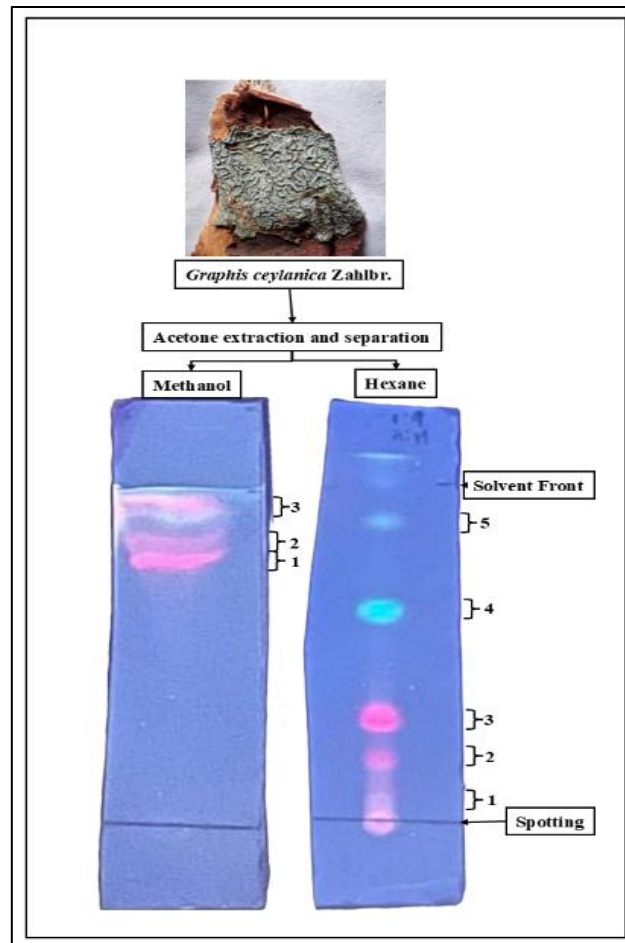 Graphis ceylanica Zahlbr.
Acetone extraction and separation
Methanol
Hexane
Solvent Front
3
5
2
1
4
3
2
1
Spotting